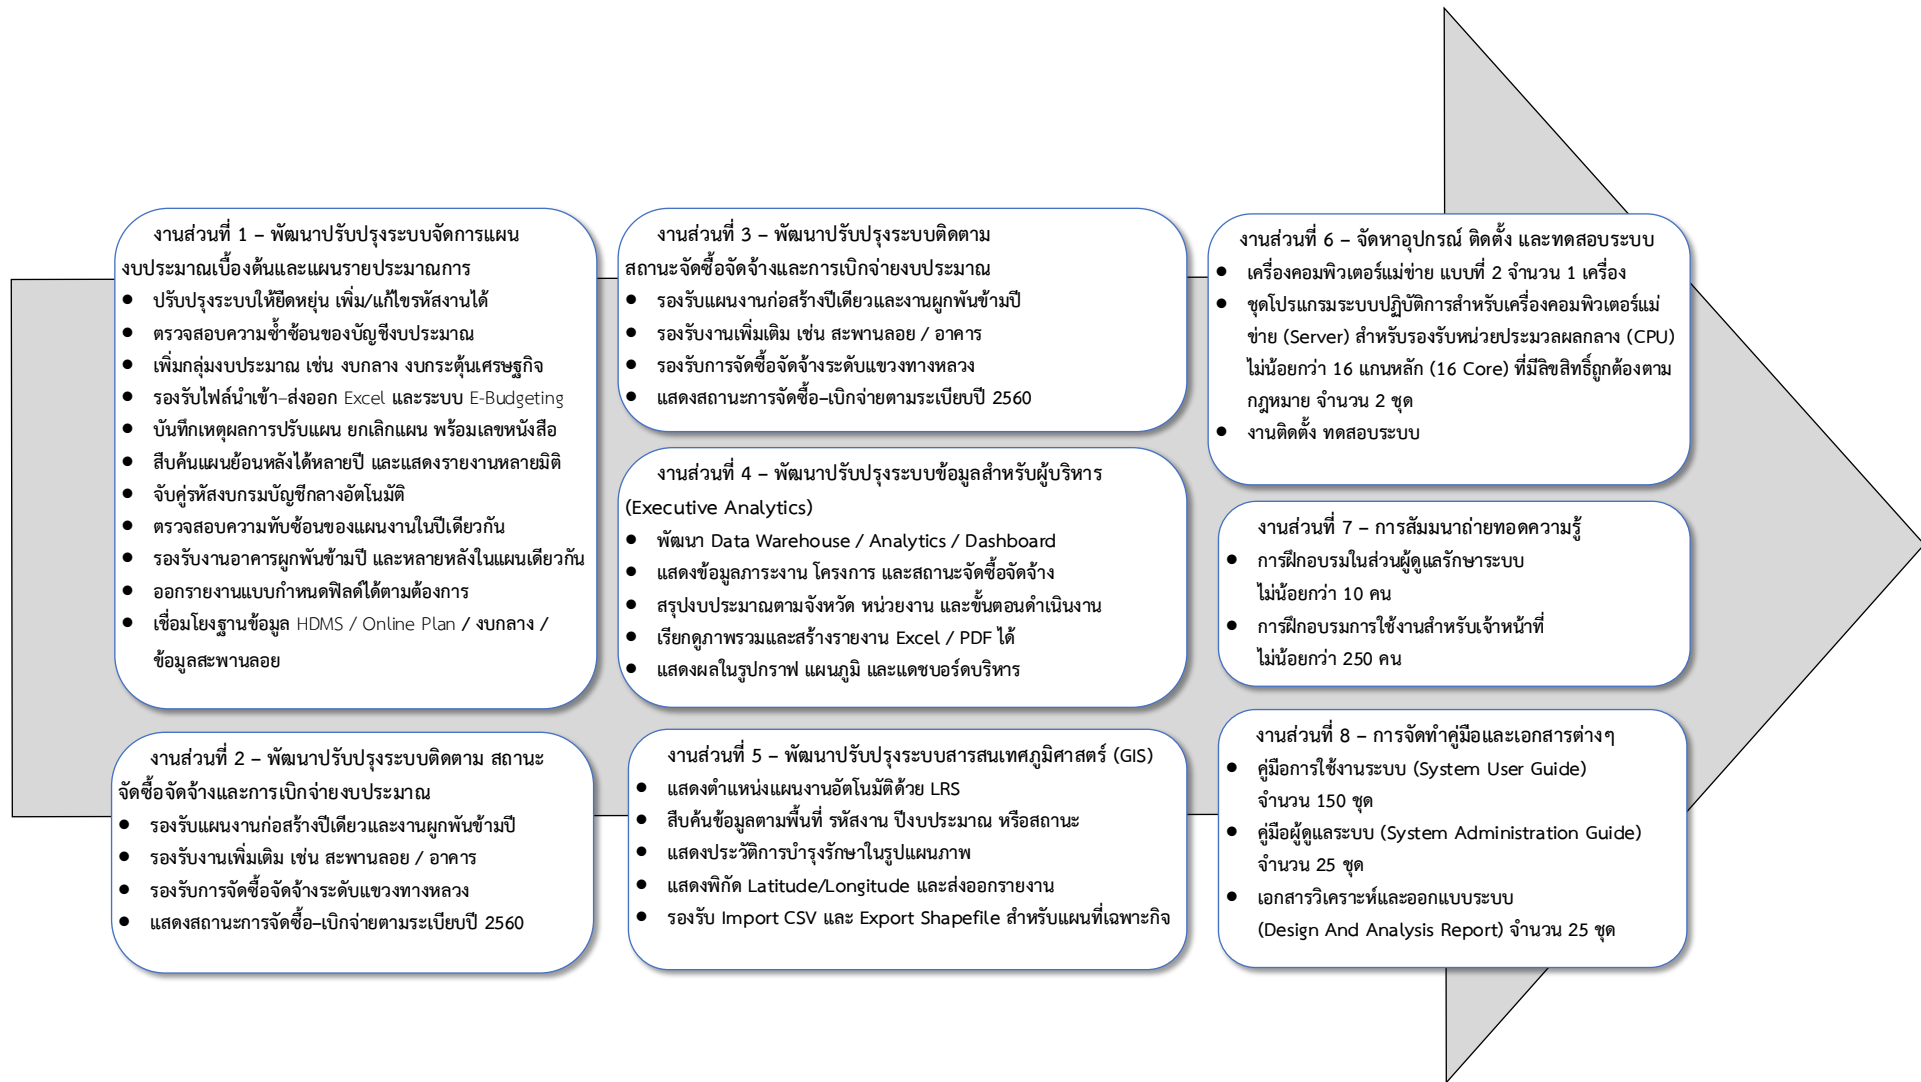 งานส่วนที่ 1 – พัฒนาปรับปรุงระบบจัดการแผน
งบประมาณเบื้องต้นและแผนรายประมาณการ
● ปรับปรุงระบบให้ยืดหยุ่น เพิ่ม/แก้ไขรหัสงานได้
● ตรวจสอบความซ้ำซ้อนของบัญชีงบประมาณ
● เพิ่มกลุ่มงบประมาณ เช่น งบกลาง งบกระตุ้นเศรษฐกิจ
● รองรับไฟล์นำเข้า–ส่งออก Excel และระบบ E-Budgeting
● บันทึกเหตุผลการปรับแผน ยกเลิกแผน พร้อมเลขหนังสือ
● สืบค้นแผนย้อนหลังได้หลายปี และแสดงรายงานหลายมิติ
● จับคู่รหัสงบกรมบัญชีกลางอัตโนมัติ
● ตรวจสอบความทับซ้อนของแผนงานในปีเดียวกัน
● รองรับงานอาคารผูกพันข้ามปี และหลายหลังในแผนเดียวกัน
● ออกรายงานแบบกำหนดฟิลด์ได้ตามต้องการ
● เชื่อมโยงฐานข้อมูล HDMS / Online Plan / งบกลาง /
ข้อมูลสะพานลอย
งานส่วนที่ 2 – พัฒนาปรับปรุงระบบติดตาม สถานะ
จัดซื้อจัดจ้างและการเบิกจ่ายงบประมาณ
● รองรับแผนงานก่อสร้างปีเดียวและงานผูกพันข้ามปี
● รองรับงานเพิ่มเติม เช่น สะพานลอย / อาคาร
● รองรับการจัดซื้อจัดจ้างระดับแขวงทางหลวง
● แสดงสถานะการจัดซื้อ–เบิกจ่ายตามระเบียบปี 2560
งานส่วนที่ 3 – พัฒนาปรับปรุงระบบติดตาม
สถานะจัดซื้อจัดจ้างและการเบิกจ่ายงบประมาณ
● รองรับแผนงานก่อสร้างปีเดียวและงานผูกพันข้ามปี
● รองรับงานเพิ่มเติม เช่น สะพานลอย / อาคาร
● รองรับการจัดซื้อจัดจ้างระดับแขวงทางหลวง
● แสดงสถานะการจัดซื้อ–เบิกจ่ายตามระเบียบปี 2560
งานส่วนที่ 4 – พัฒนาปรับปรุงระบบข้อมูลสำหรับผู้บริหาร
(Executive Analytics)
● พัฒนา Data Warehouse / Analytics / Dashboard
● แสดงข้อมูลภาระงาน โครงการ และสถานะจัดซื้อจัดจ้าง
● สรุปงบประมาณตามจังหวัด หน่วยงาน และขั้นตอนดำเนินงาน
● เรียกดูภาพรวมและสร้างรายงาน Excel / PDF ได้
● แสดงผลในรูปกราฟ แผนภูมิ และแดชบอร์ดบริหาร
งานส่วนที่ 5 – พัฒนาปรับปรุงระบบสารสนเทศภูมิศาสตร์ (GIS)
● แสดงตำแหน่งแผนงานอัตโนมัติด้วย LRS
● สืบค้นข้อมูลตามพื้นที่ รหัสงาน ปีงบประมาณ หรือสถานะ
● แสดงประวัติการบำรุงรักษาในรูปแผนภาพ
● แสดงพิกัด Latitude/Longitude และส่งออกรายงาน
● รองรับ Import CSV และ Export Shapefile สำหรับแผนที่เฉพาะกิจ
งานส่วนที่ 6 – จัดหาอุปกรณ์ ติดตั้ง และทดสอบระบบ
● เครื่องคอมพิวเตอร์แม่ข่าย แบบที่ 2 จำนวน 1 เครื่อง
● ชุดโปรแกรมระบบปฏิบัติการสำหรับเครื่องคอมพิวเตอร์แม่
ข่าย (Server) สำหรับรองรับหน่วยประมวลผลกลาง (CPU)
ไม่น้อยกว่า 16 แกนหลัก (16 Core) ที่มีลิขสิทธิ์ถูกต้องตาม
กฎหมาย จำนวน 2 ชุด
● งานติดตั้ง ทดสอบระบบ
งานส่วนที่ 7 – การสัมมนาถ่ายทอดความรู้
● การฝึกอบรมในส่วนผู้ดูแลรักษาระบบ
ไม่น้อยกว่า 10 คน
● การฝึกอบรมการใช้งานสำหรับเจ้าหน้าที่
ไม่น้อยกว่า 250 คน
งานส่วนที่ 8 – การจัดทำคู่มือและเอกสารต่างๆ
● คู่มือการใช้งานระบบ (System User Guide)
จำนวน 150 ชุด
● คู่มือผู้ดูแลระบบ (System Administration Guide)
จำนวน 25 ชุด
● เอกสารวิเคราะห์และออกแบบระบบ
(Design And Analysis Report) จำนวน 25 ชุด